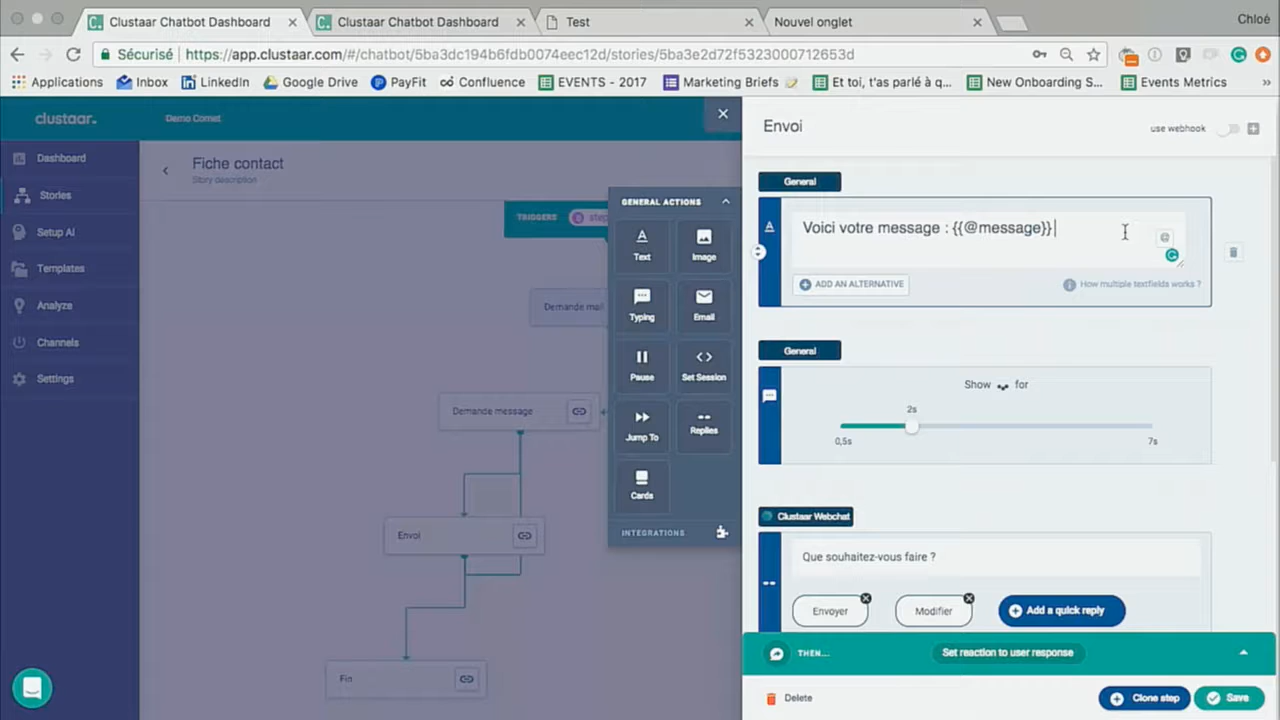 Clustaar Chatbot Dashboard
Clustaar Chatbot Dashboard
Test
Nouvel onglet
Chloé
Sécurisé
https://app.clustaar.com/#/chatbot/5ba3dc194b6fdb0074eec12d/stories/5ba3e2d72f5323000712653d
Applications
Inbox
LinkedIn
Google Drive
PayFit
Confluence
EVENTS - 2017
Marketing Briefs
Et toi, t'as parlé à q...
New Onboarding S...
Events Metrics
clustaar.
Demo Comet
Dashboard
Stories
Setup AI
Templates
Analyze
Channels
Settings
Fiche contact
Story description
TRIGGERS
step
Demande mail
Demande message
Envoi
Fin
GENERAL ACTIONS
Text
Image
Typing
Email
Pause
Set Session
Jump To
Replies
Cards
INTEGRATIONS
Envoi
use webhook
General
Voici votre message : {{@message}}
ADD AN ALTERNATIVE
How multiple textfields works ?
General
Show for
2s
0,5s
7s
Clustaar Webchat
Que souhaitez-vous faire ?
Envoyer
Modifier
Add a quick reply
THEN...
Set reaction to user response
Delete
Clone step
Save